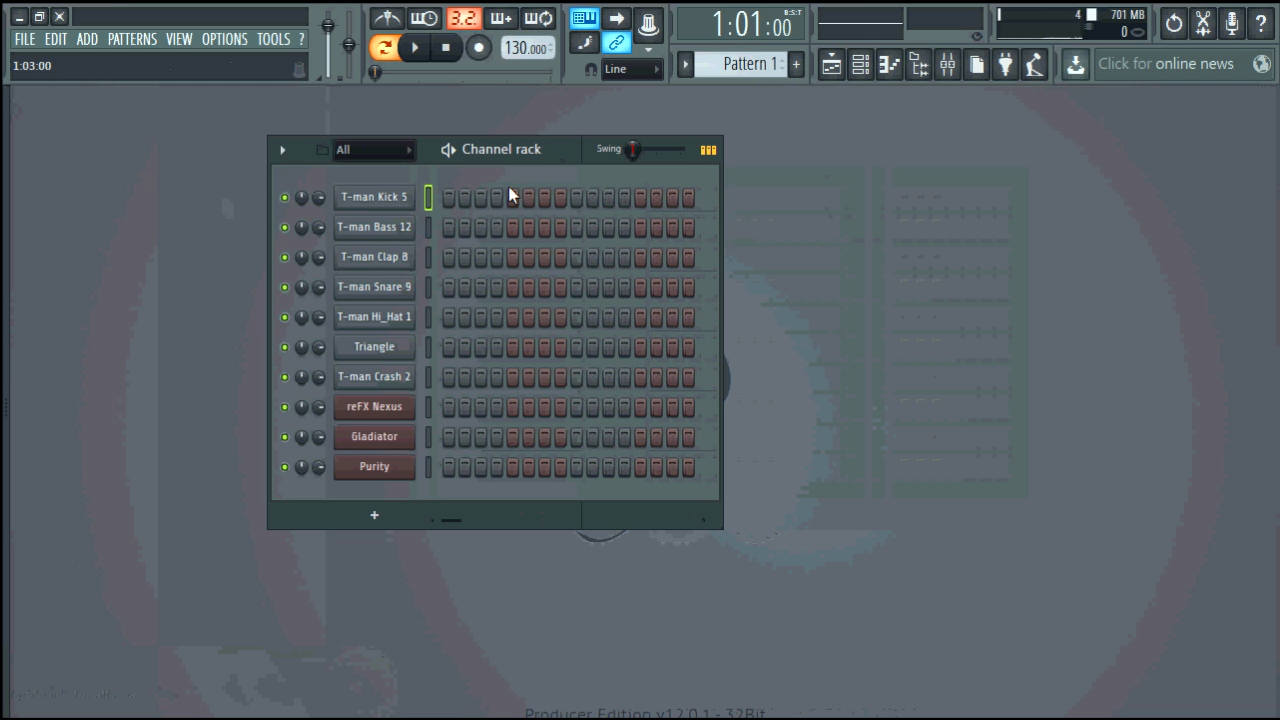 FILE EDIT ADD PATTERNS VIEW OPTIONS TOOLS ?
1:03:00
3.2.
130.000
Line
1:01:00
B:S:T
Pattern 1
+
4
701 MB
0
?
Click for online news
All
Channel rack
Swing
T-man Kick 5
T-man Bass 12
T-man Clap 8
T-man Snare 9
T-man Hi_Hat 1
Triangle
T-man Crash 2
reFX Nexus
Gladiator
Purity
+
Producer Edition v12.0.1 - 32Bit